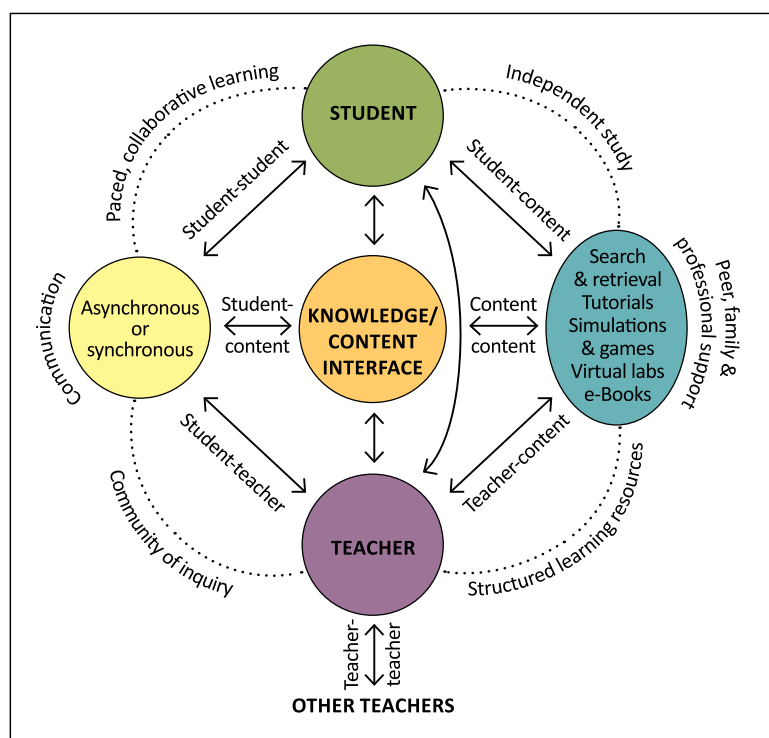 Paced, collaborative learning
STUDENT
Independent study
Student-student
Student-content
Communication
Asynchronous
or
synchronous
Student-
content
KNOWLEDGE/
CONTENT
INTERFACE
Content
content
Search
& retrieval
Tutorials
Simulations
& games
Virtual labs
e-Books
Peer, family &
professional support
Student-teacher
Teacher-content
Community of inquiry
TEACHER
Structured learning resources
Teacher-
teacher
OTHER TEACHERS